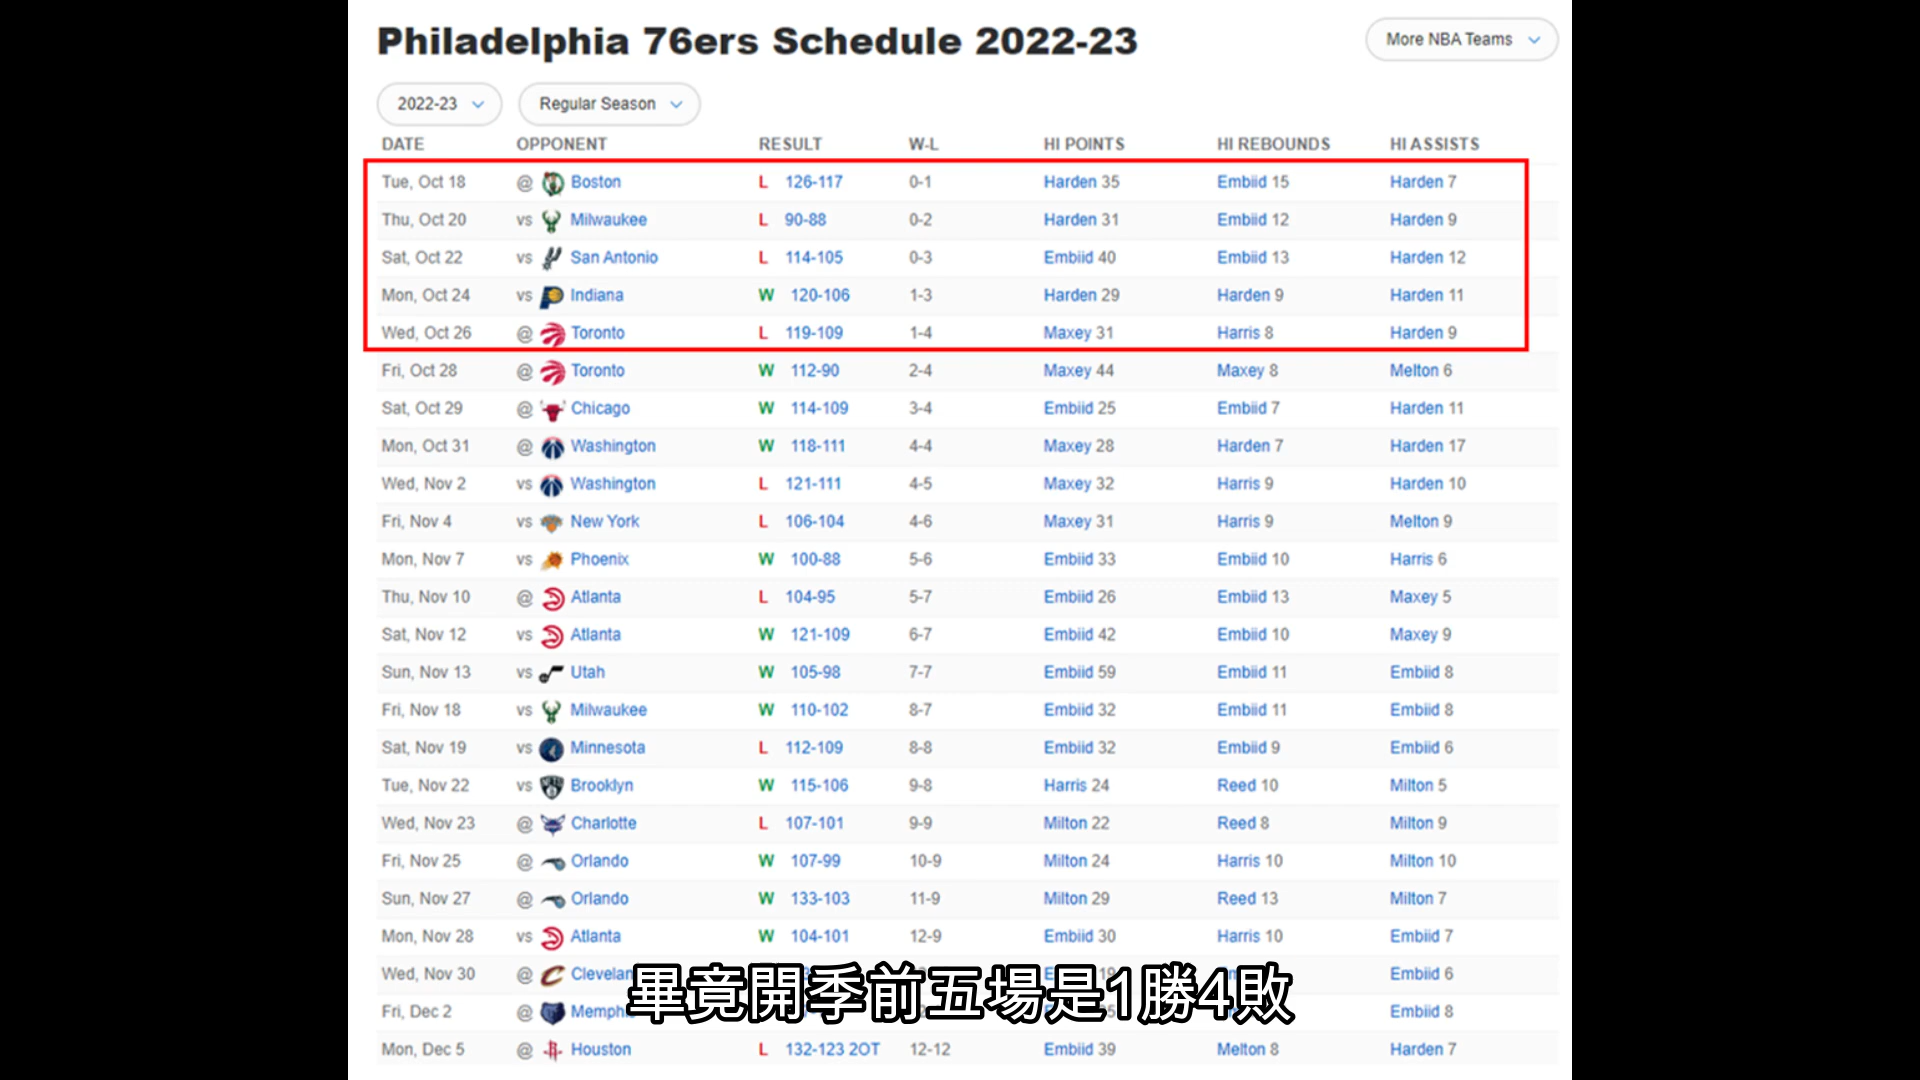 Philadelphia 76ers Schedule 2022-23
More NBA Teams
2022-23 Regular Season
DATE OPPONENT RESULT W-L HI POINTS HI REBOUNDS HI ASSISTS
Tue, Oct 18 @ Boston L 126-117 0-1 Harden 35 Embiid 15 Harden 7
Thu, Oct 20 vs Milwaukee L 90-88 0-2 Harden 31 Embiid 12 Harden 9
Sat, Oct 22 vs San Antonio L 114-105 0-3 Embiid 40 Embiid 13 Harden 12
Mon, Oct 24 vs Indiana W 120-106 1-3 Harden 29 Harden 9 Harden 11
Wed, Oct 26 @ Toronto L 119-109 1-4 Maxey 31 Harris 8 Harden 9
Fri, Oct 28 @ Toronto W 112-90 2-4 Maxey 44 Maxey 8 Melton 6
Sat, Oct 29 @ Chicago W 114-109 3-4 Embiid 25 Embiid 7 Harden 11
Mon, Oct 31 @ Washington W 118-111 4-4 Maxey 28 Harden 7 Harden 17
Wed, Nov 2 vs Washington L 121-111 4-5 Maxey 32 Harris 9 Harden 10
Fri, Nov 4 vs New York L 106-104 4-6 Maxey 31 Harris 9 Melton 9
Mon, Nov 7 vs Phoenix W 100-88 5-6 Embiid 33 Embiid 10 Harris 6
Thu, Nov 10 @ Atlanta L 104-95 5-7 Embiid 26 Embiid 13 Maxey 5
Sat, Nov 12 vs Atlanta W 121-109 6-7 Embiid 42 Embiid 10 Maxey 9
Sun, Nov 13 vs Utah W 105-98 7-7 Embiid 59 Embiid 11 Embiid 8
Fri, Nov 18 vs Milwaukee W 110-102 8-7 Embiid 32 Embiid 11 Embiid 8
Sat, Nov 19 vs Minnesota L 112-109 8-8 Embiid 32 Embiid 9 Embiid 6
Tue, Nov 22 vs Brooklyn W 115-106 9-8 Harris 24 Reed 10 Milton 5
Wed, Nov 23 @ Charlotte L 107-101 9-9 Milton 22 Reed 8 Milton 9
Fri, Nov 25 @ Orlando W 107-99 10-9 Milton 24 Harris 10 Milton 10
Sun, Nov 27 @ Orlando W 133-103 11-9 Milton 29 Reed 13 Milton 7
Mon, Nov 28 vs Atlanta W 104-101 12-9 Embiid 30 Harris 10 Embiid 7
Wed, Nov 30 @ Embiid 6
Fri, Dec 2 @ Embiid 8
Mon, Dec 5 @ Houston L 132-123 2OT 12-12 Embiid 39 Melton 8 Harden 7
畢竟開季前五場是1勝4敗